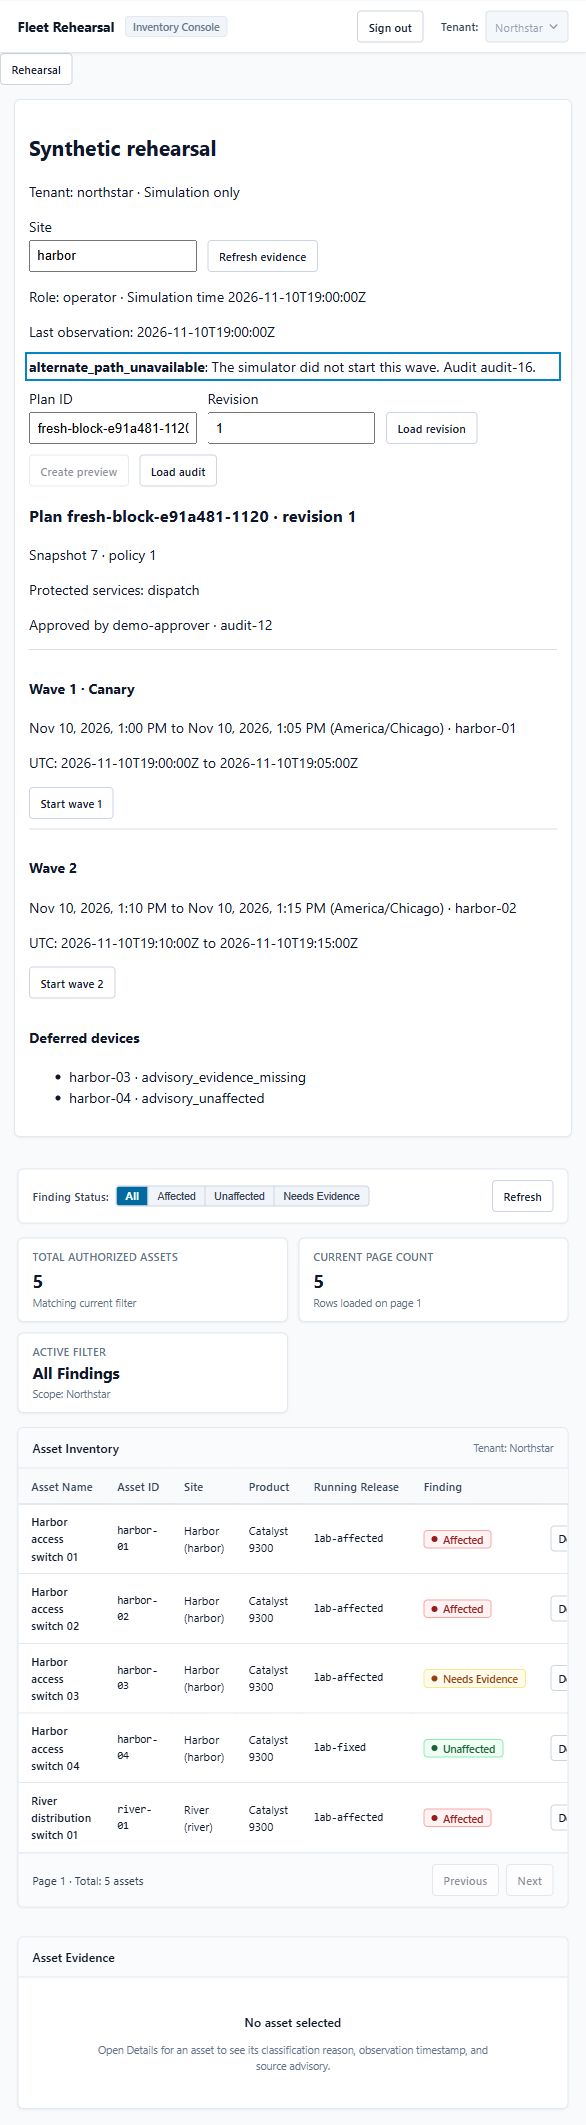 Fleet Rehearsal
Inventory Console
Sign out
Tenant:
Northstar
Rehearsal
Synthetic rehearsal
Tenant: northstar · Simulation only
Site
harbor
Refresh evidence
Role: operator · Simulation time 2026-11-10T19:00:00Z
Last observation: 2026-11-10T19:00:00Z
alternate_path_unavailable: The simulator did not start this wave. Audit audit-16.
Plan ID
Revision
fresh-block-e91a481-1120
1
Load revision
Create preview
Load audit
Plan fresh-block-e91a481-1120 · revision 1
Snapshot 7 · policy 1
Protected services: dispatch
Approved by demo-approver · audit-12
Wave 1 · Canary
Nov 10, 2026, 1:00 PM to Nov 10, 2026, 1:05 PM (America/Chicago) · harbor-01
UTC: 2026-11-10T19:00:00Z to 2026-11-10T19:05:00Z
Start wave 1
Wave 2
Nov 10, 2026, 1:10 PM to Nov 10, 2026, 1:15 PM (America/Chicago) · harbor-02
UTC: 2026-11-10T19:10:00Z to 2026-11-10T19:15:00Z
Start wave 2
Deferred devices
• harbor-03 · advisory_evidence_missing
• harbor-04 · advisory_unaffected
Finding Status:
All
Affected
Unaffected
Needs Evidence
Refresh
TOTAL AUTHORIZED ASSETS
5
Matching current filter
CURRENT PAGE COUNT
5
Rows loaded on page 1
ACTIVE FILTER
All Findings
Scope: Northstar
Asset Inventory
Tenant: Northstar
Asset Name
Asset ID
Site
Product
Running Release
Finding
Harbor
access
switch 01
harbor-
01
Harbor
(harbor)
Catalyst
9300
lab-affected
Affected
Harbor
access
switch 02
harbor-
02
Harbor
(harbor)
Catalyst
9300
lab-affected
Affected
Harbor
access
switch 03
harbor-
03
Harbor
(harbor)
Catalyst
9300
lab-affected
Needs Evidence
Harbor
access
switch 04
harbor-
04
Harbor
(harbor)
Catalyst
9300
lab-fixed
Unaffected
River
distribution
switch 01
river-
01
River
(river)
Catalyst
9300
lab-affected
Affected
Page 1 · Total: 5 assets
Previous
Next
Asset Evidence
No asset selected
Open Details for an asset to see its classification reason, observation timestamp, and
source advisory.